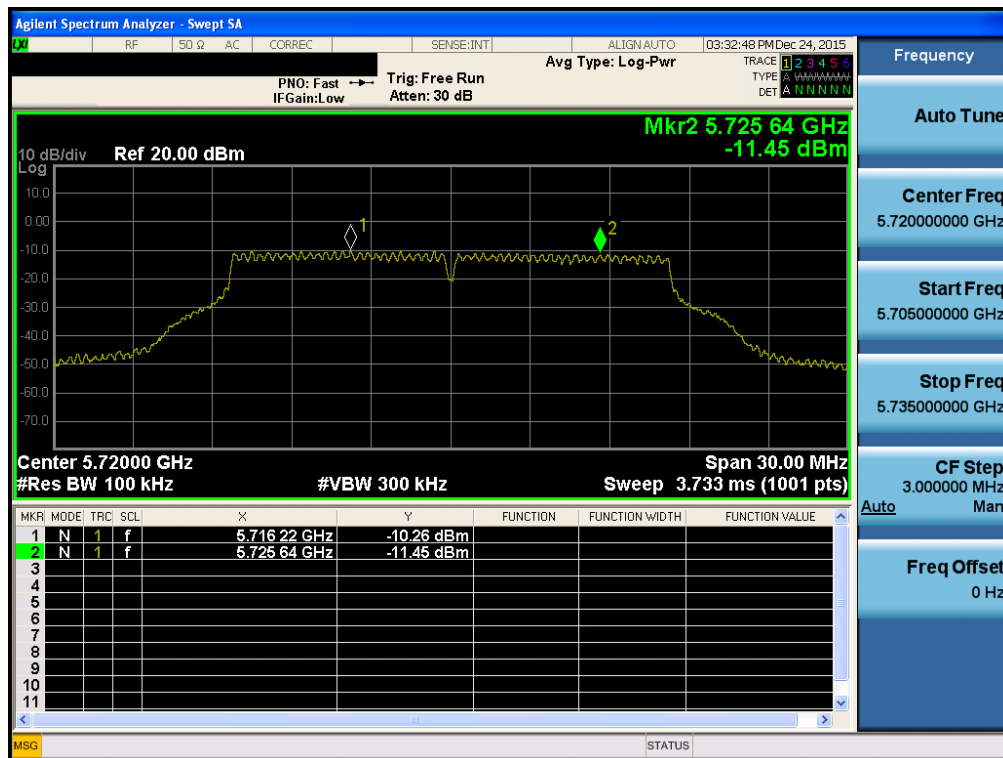 Agilent Spectrum Analyzer - Swept SA
LXI RF 50 Ω AC CORREC SENSE:INT ALIGN AUTO 03:32:48 PM Dec 24, 2015
Avg Type: Log-Pwr TRACE 1 2 3 4 5 6
PNO: Fast Trig: Free Run TYPE A
IFGain:Low Atten: 30 dB DET A N N N N N
Mkr2 5.725 64 GHz
-11.45 dBm
10 dB/div Ref 20.00 dBm
Log
10.0
0.00
-10.0
-20.0
-30.0
-40.0
-50.0
-60.0
-70.0
1
2
Center 5.72000 GHz Span 30.00 MHz
#Res BW 100 kHz #VBW 300 kHz Sweep 3.733 ms (1001 pts)
MKR MODE TRC SCL X Y FUNCTION FUNCTION WIDTH FUNCTION VALUE
1 N 1 f 5.716 22 GHz -10.26 dBm
2 N 1 f 5.725 64 GHz -11.45 dBm
3
4
5
6
7
8
9
10
11
MSG STATUS
Frequency
Auto Tune
Center Freq
5.720000000 GHz
Start Freq
5.705000000 GHz
Stop Freq
5.735000000 GHz
CF Step
3.000000 MHz
Auto Man
Freq Offset
0 Hz